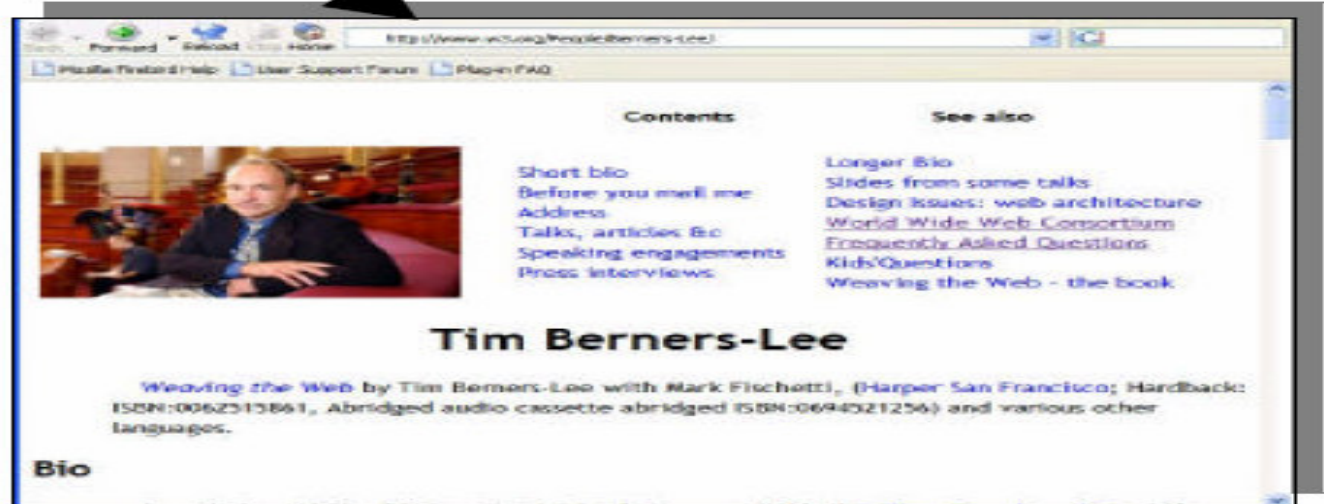 Forward Reload Home http://www.w3.org/People/Berners-Lee/
Mozilla Firebird Help User Support Forum Plug-in FAQ
Contents See also
Short bio
Before you mail me
Address
Talks, articles &c
Speaking engagements
Press interviews
Longer Bio
Slides from some talks
Design Issues: web architecture
World Wide Web Consortium
Frequently Asked Questions
Kids'Questions
Weaving the Web - the book
Tim Berners-Lee
Weaving the Web by Tim Berners-Lee with Mark Fischetti, (Harper San Francisco; Hardback:
ISBN:0062515861, Abridged audio cassette abridged ISBN:0694521256) and various other
languages.
Bio